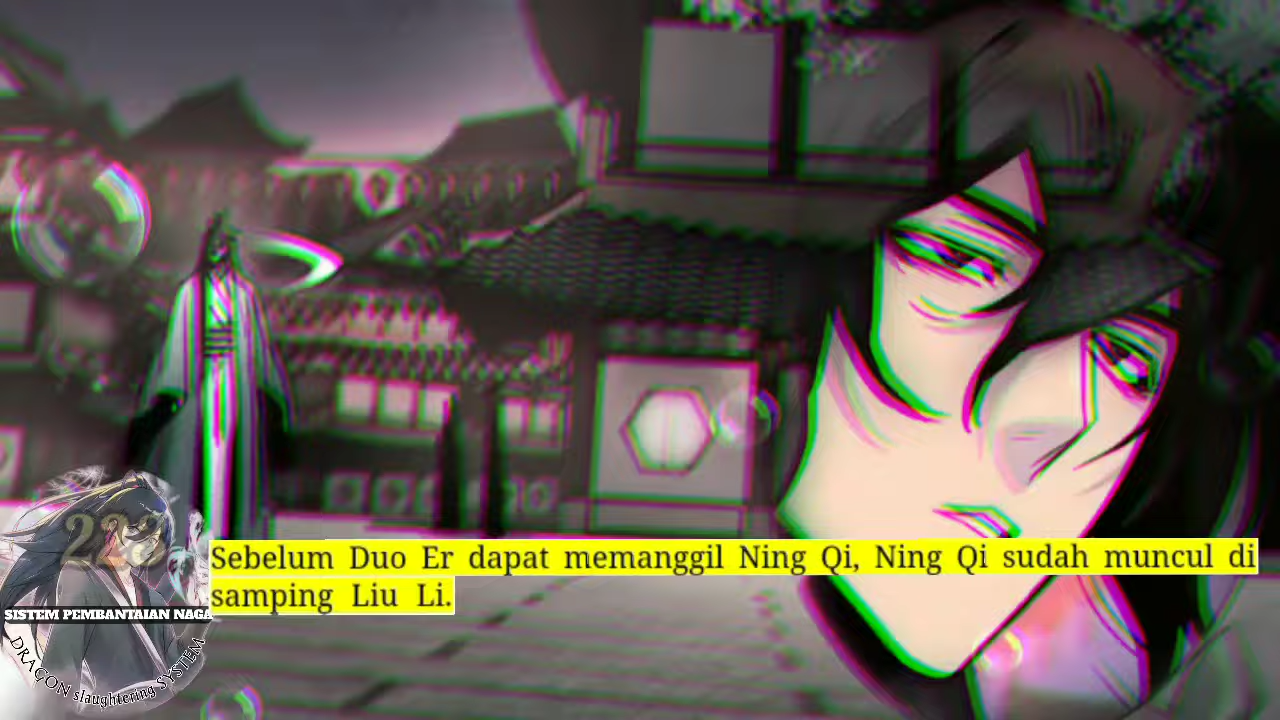 Sebelum Duo Er dapat memanggil Ning Qi, Ning Qi sudah muncul di
samping Liu Li.
SISTEM PEMBANTAIAN NAGA
DRAGON slaughtering SYSTEM